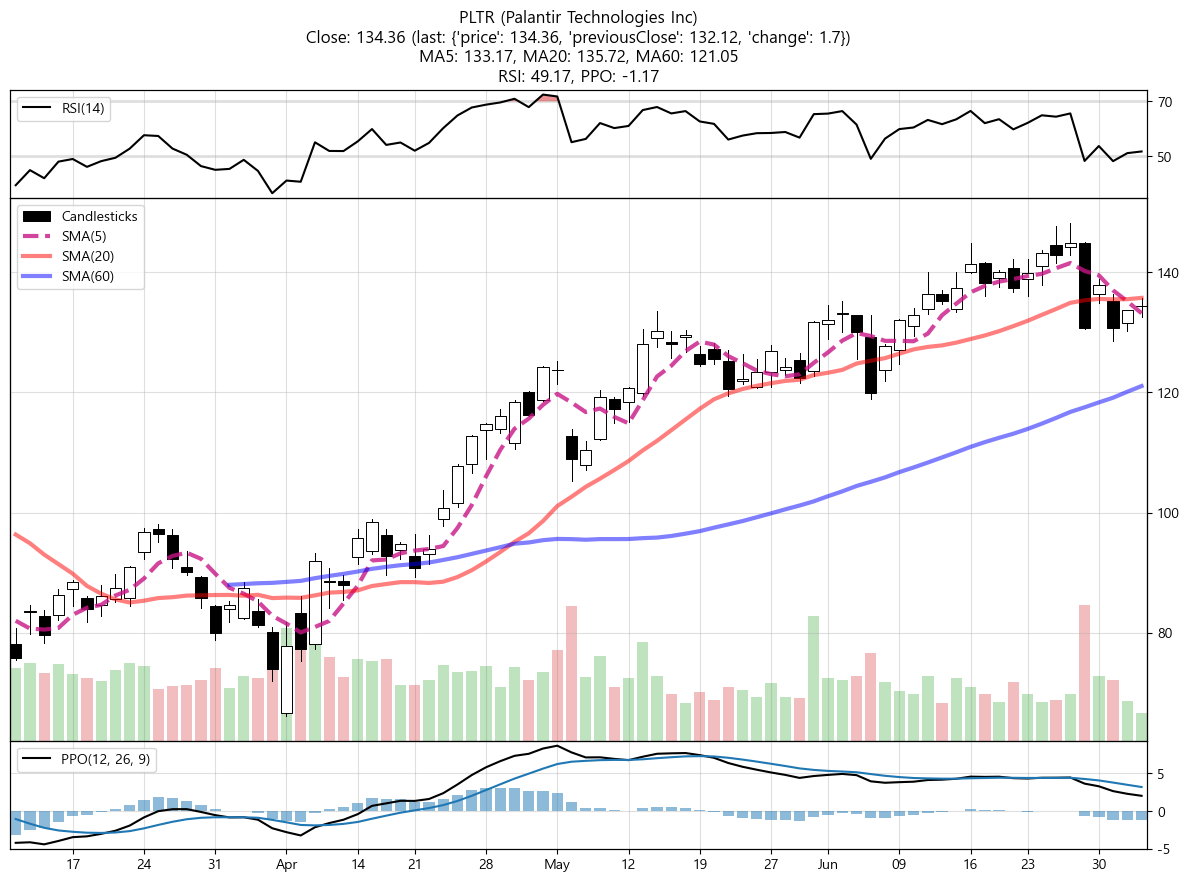 PLTR (Palantir Technologies Inc)
Close: 134.36 (last: {'price': 134.36, 'previousClose': 132.12, 'change': 1.7})
MA5: 133.17, MA20: 135.72, MA60: 121.05
RSI: 49.17, PPO: -1.17
RSI(14)
70
50
Candlesticks
SMA(5)
SMA(20)
SMA(60)
140
120
100
80
PPO(12, 26, 9)
5
0
-5
17 24 31 Apr 14 21 28 May 12 19 27 Jun 09 16 23 30